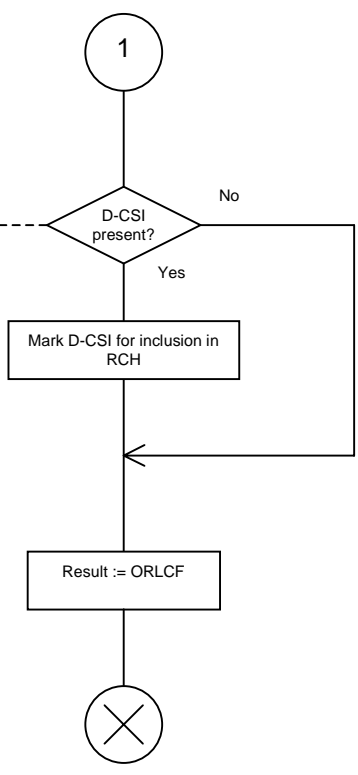 1
No
D-CSI
present?
Yes
Mark D-CSI for inclusion in
RCH
Result := ORLCF